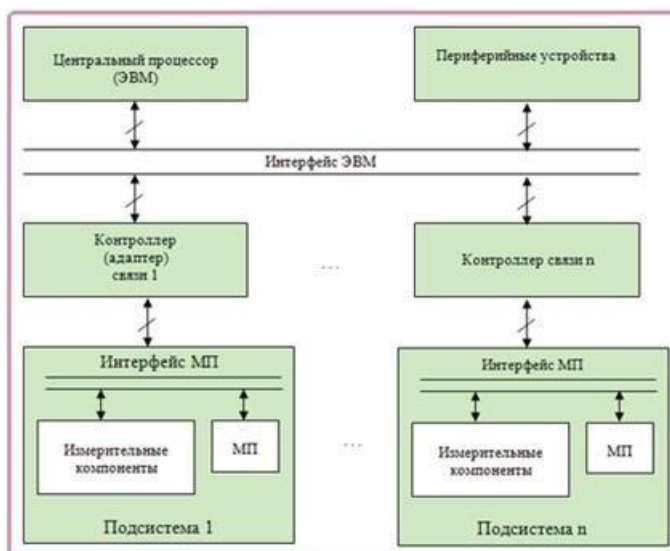 Центральный процессор
(ЭВМ)
Периферийные устройства
Интерфейс ЭВМ
Контроллер
(адаптер)
связи 1
...
Контроллер связи n
Интерфейс МП
Измерительные
компоненты
МП
Подсистема 1
...
Интерфейс МП
Измерительные
компоненты
МП
Подсистема n